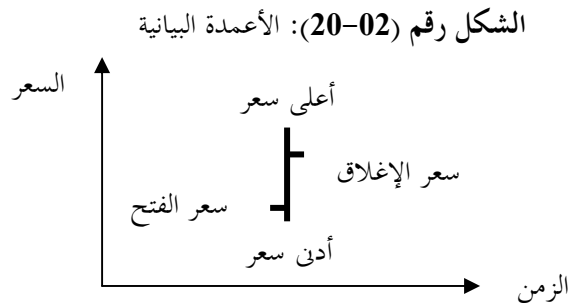 الشكل رقم (02-20): الأعمدة البيانية
السعر
أعلى سعر
سعر الإغلاق
سعر الفتح
أدنى سعر
الزمن